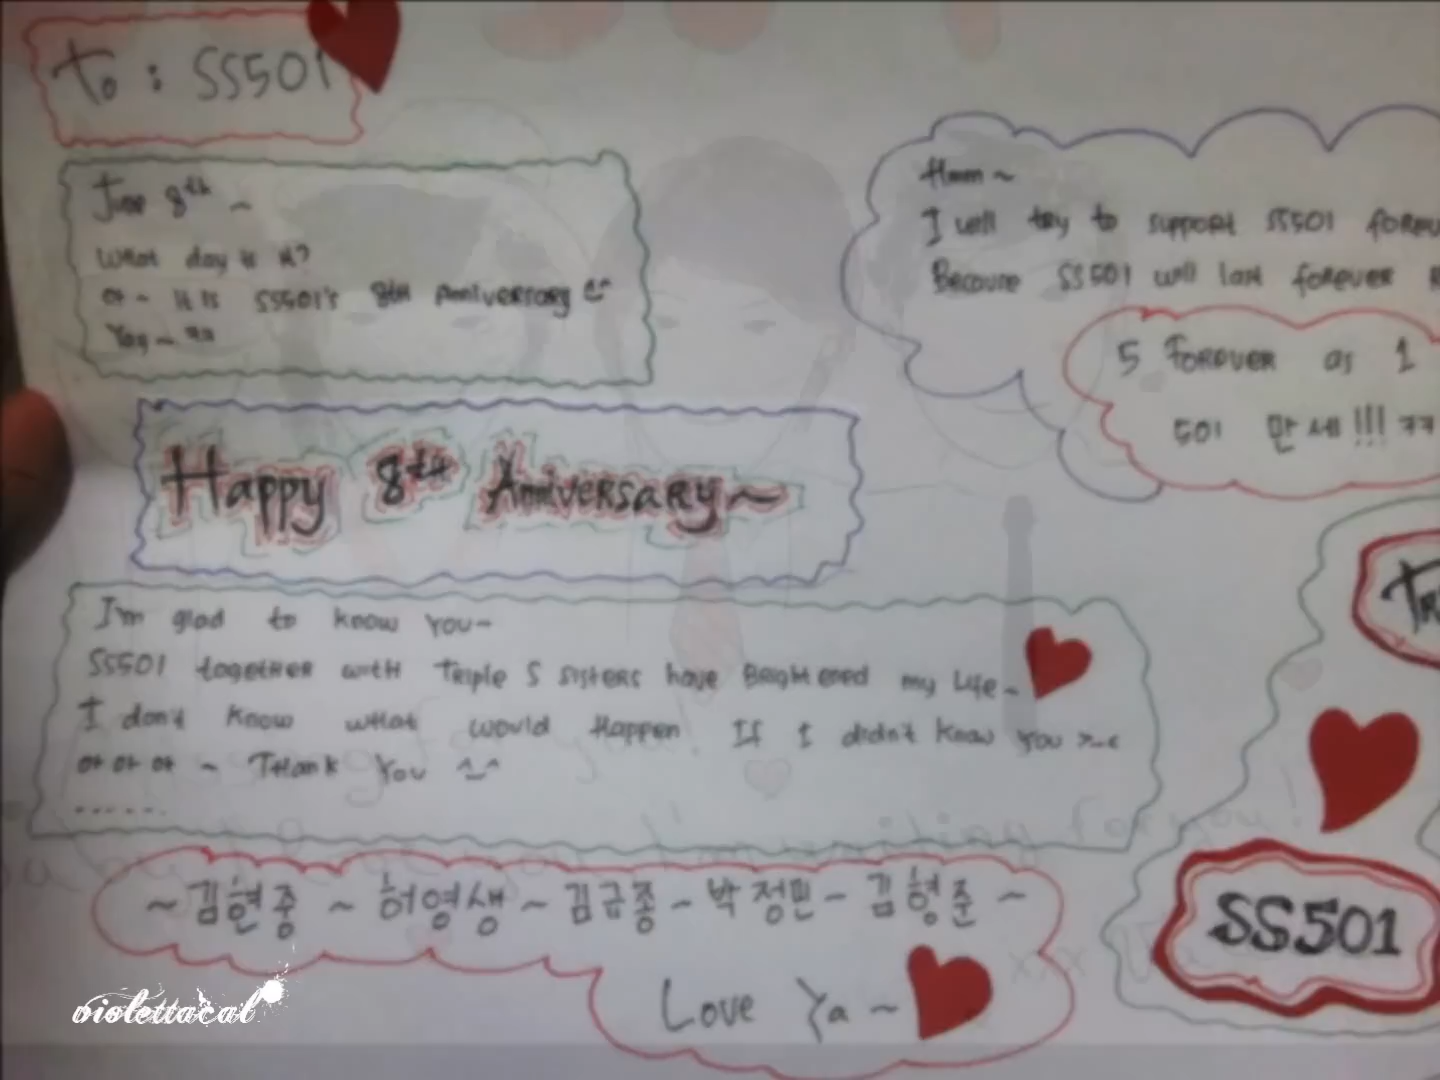 To : SS501
June 8th ~
What day is it?
아~ It is SS501's 8th Anniversary ^^
Yay~ ㅋㅋ
Happy 8th Anniversary~
I'm glad to know you~
SS501 together with Triple S sisters have Brightened my Life~
I don't know what would Happen If I didn't know you >.<
아 아 아 ~ Thank You ^_^
......
~김현중 ~ 허영생 ~ 김규종 ~ 박정민 ~ 김형준 ~
Love Ya ~
Hmm ~
I will try to support SS501
Because SS501 will last forever
5 Forever as 1
501 만세!!! ㅋㅋ
SS501
violettacal